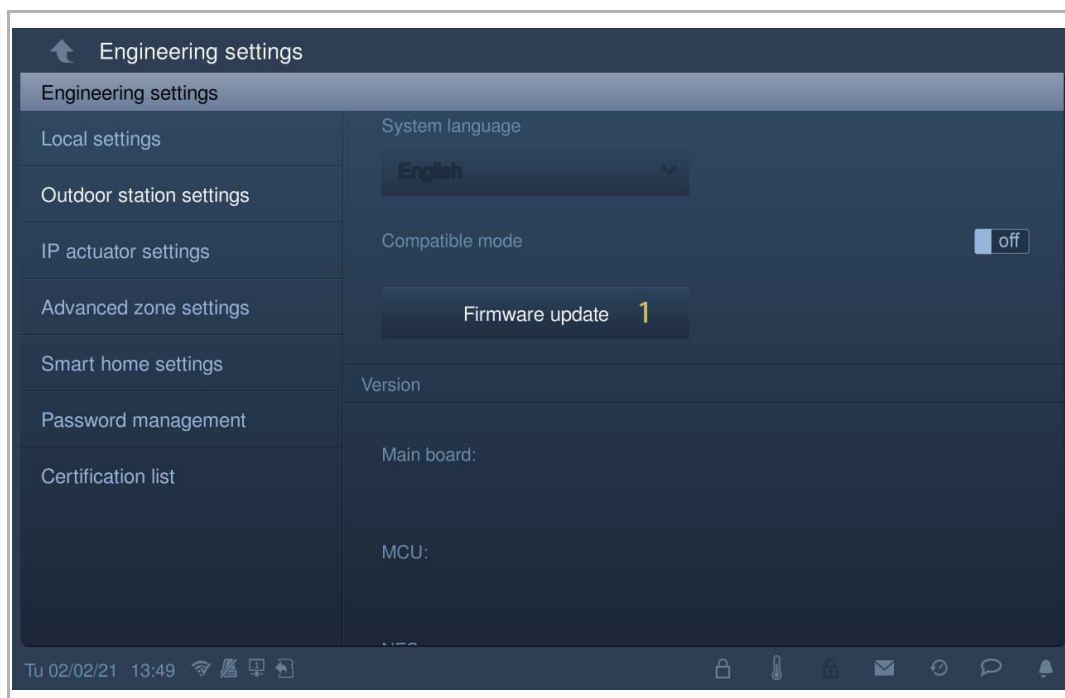 Engineering settings
Engineering settings
Local settings
Outdoor station settings
IP actuator settings
Advanced zone settings
Smart home settings
Password management
Certification list
System language
English
Compatible mode
off
Firmware update 1
Version
Main board:
MCU:
Tu 02/02/21 13:49